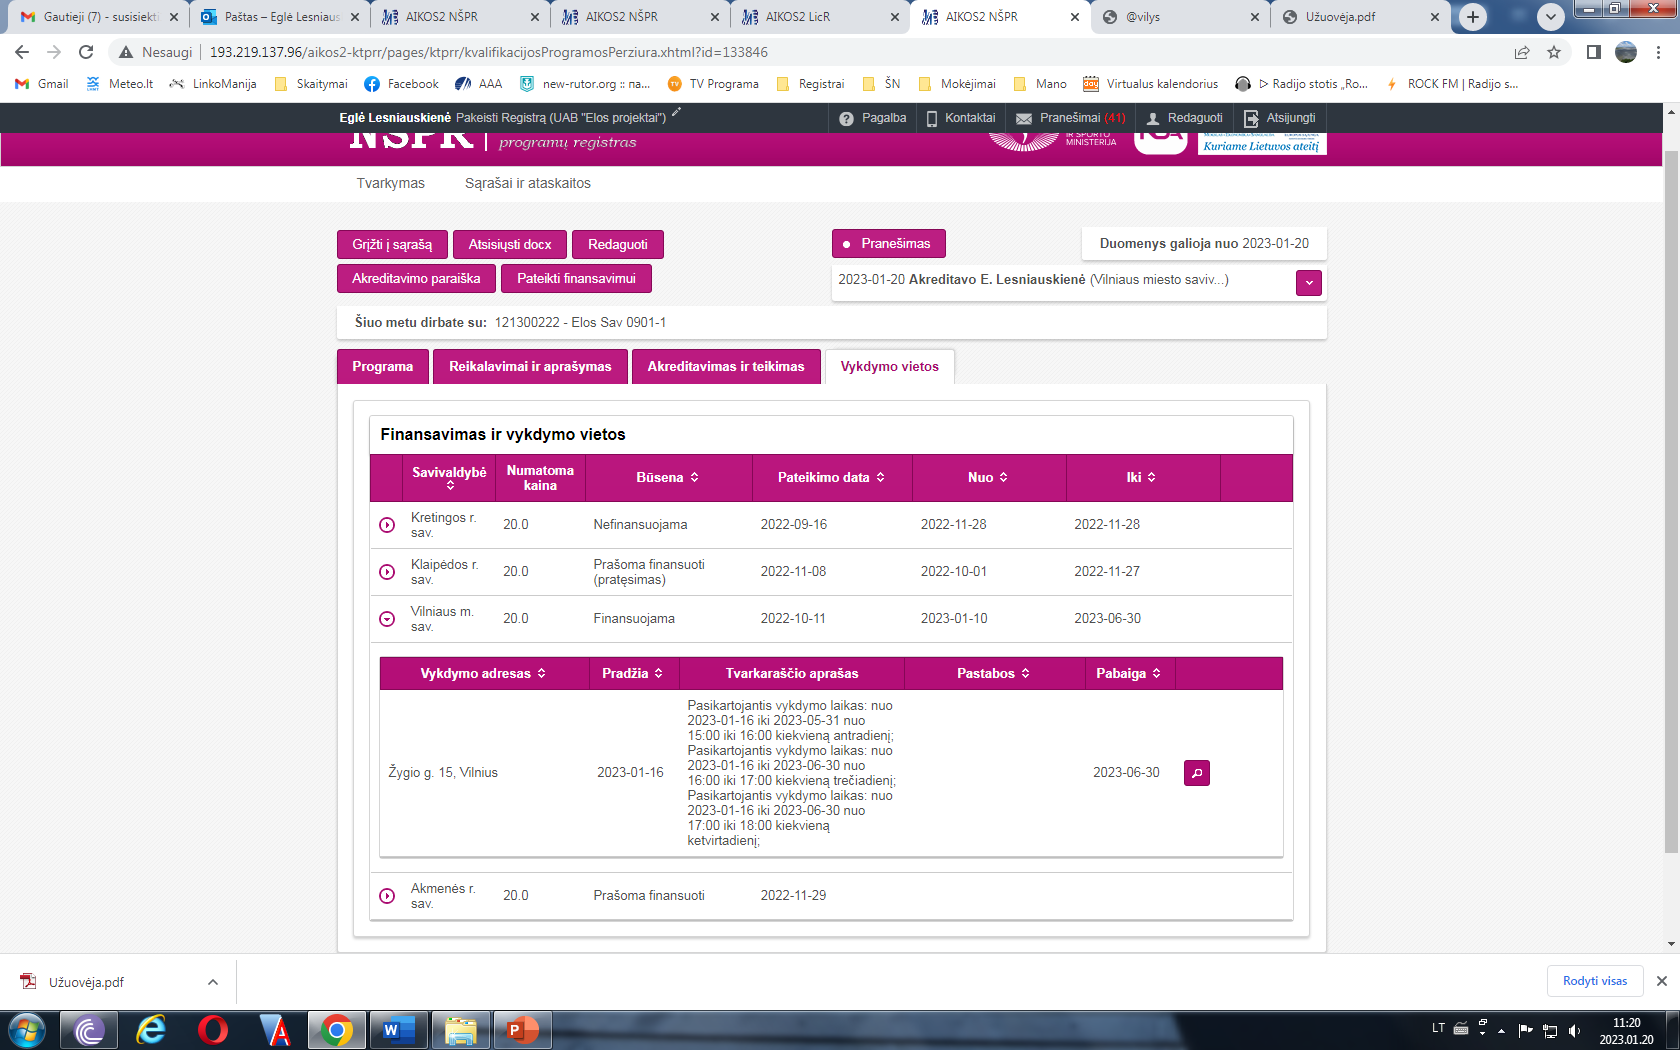 Gautieji (7) - susisiekti
Paštas – Eglė Lesniaus
AIKOS2 NŠPR
AIKOS2 NŠPR
AIKOS2 LicR
AIKOS2 NŠPR
@vilys
Užuovėja.pdf
Nesaugi
193.219.137.96/aikos2-ktprr/pages/ktprr/kvalifikacijosProgramosPerziura.xhtml?id=133846
Gmail
Meteo.lt
LinkoManija
Skaitymai
Facebook
AAA
new-rutor.org :: па...
TV Programa
Registrai
ŠN
Mokėjimai
Mano
Virtualus kalendorius
ᐅ Radijo stotis „Ro...
ROCK FM | Radijo s...
Eglė Lesniauskienė Pakeisti Registrą (UAB "Elos projektai")
Pagalba
Kontaktai
Pranešimai (41)
Redaguoti
Atsijungti
NŠPR
programų registras
IR SPORTO
MINISTERIJA
Kuriame Lietuvos ateitį
Tvarkymas
Sąrašai ir ataskaitos
Grįžti į sąrašą
Atsisiųsti docx
Redaguoti
Pranešimas
Duomenys galioja nuo 2023-01-20
Akreditavimo paraiška
Pateikti finansavimui
2023-01-20 Akreditavo E. Lesniauskienė (Vilniaus miesto saviv...)
Šiuo metu dirbate su: 121300222 - Elos Sav 0901-1
Programa
Reikalavimai ir aprašymas
Akreditavimas ir teikimas
Vykdymo vietos
Finansavimas ir vykdymo vietos
Savivaldybė
Numatoma
kaina
Būsena
Pateikimo data
Nuo
Iki
Kretingos r.
sav.
20.0
Nefinansuojama
2022-09-16
2022-11-28
2022-11-28
Klaipėdos r.
sav.
20.0
Prašoma finansuoti
(pratęsimas)
2022-11-08
2022-10-01
2022-11-27
Vilniaus m.
sav.
20.0
Finansuojama
2022-10-11
2023-01-10
2023-06-30
Vykdymo adresas
Pradžia
Tvarkaraščio aprašas
Pastabos
Pabaiga
Žygio g. 15, Vilnius
2023-01-16
Pasikartojantis vykdymo laikas: nuo
2023-01-16 iki 2023-05-31 nuo
15:00 iki 16:00 kiekvieną antradienį;
Pasikartojantis vykdymo laikas: nuo
2023-01-16 iki 2023-06-30 nuo
16:00 iki 17:00 kiekvieną trečiadienį;
Pasikartojantis vykdymo laikas: nuo
2023-01-16 iki 2023-06-30 nuo
17:00 iki 18:00 kiekvieną
ketvirtadienį;
2023-06-30
Akmenės r.
sav.
20.0
Prašoma finansuoti
2022-11-29
Užuovėja.pdf
Rodyti visas
LT
11:20
2023.01.20